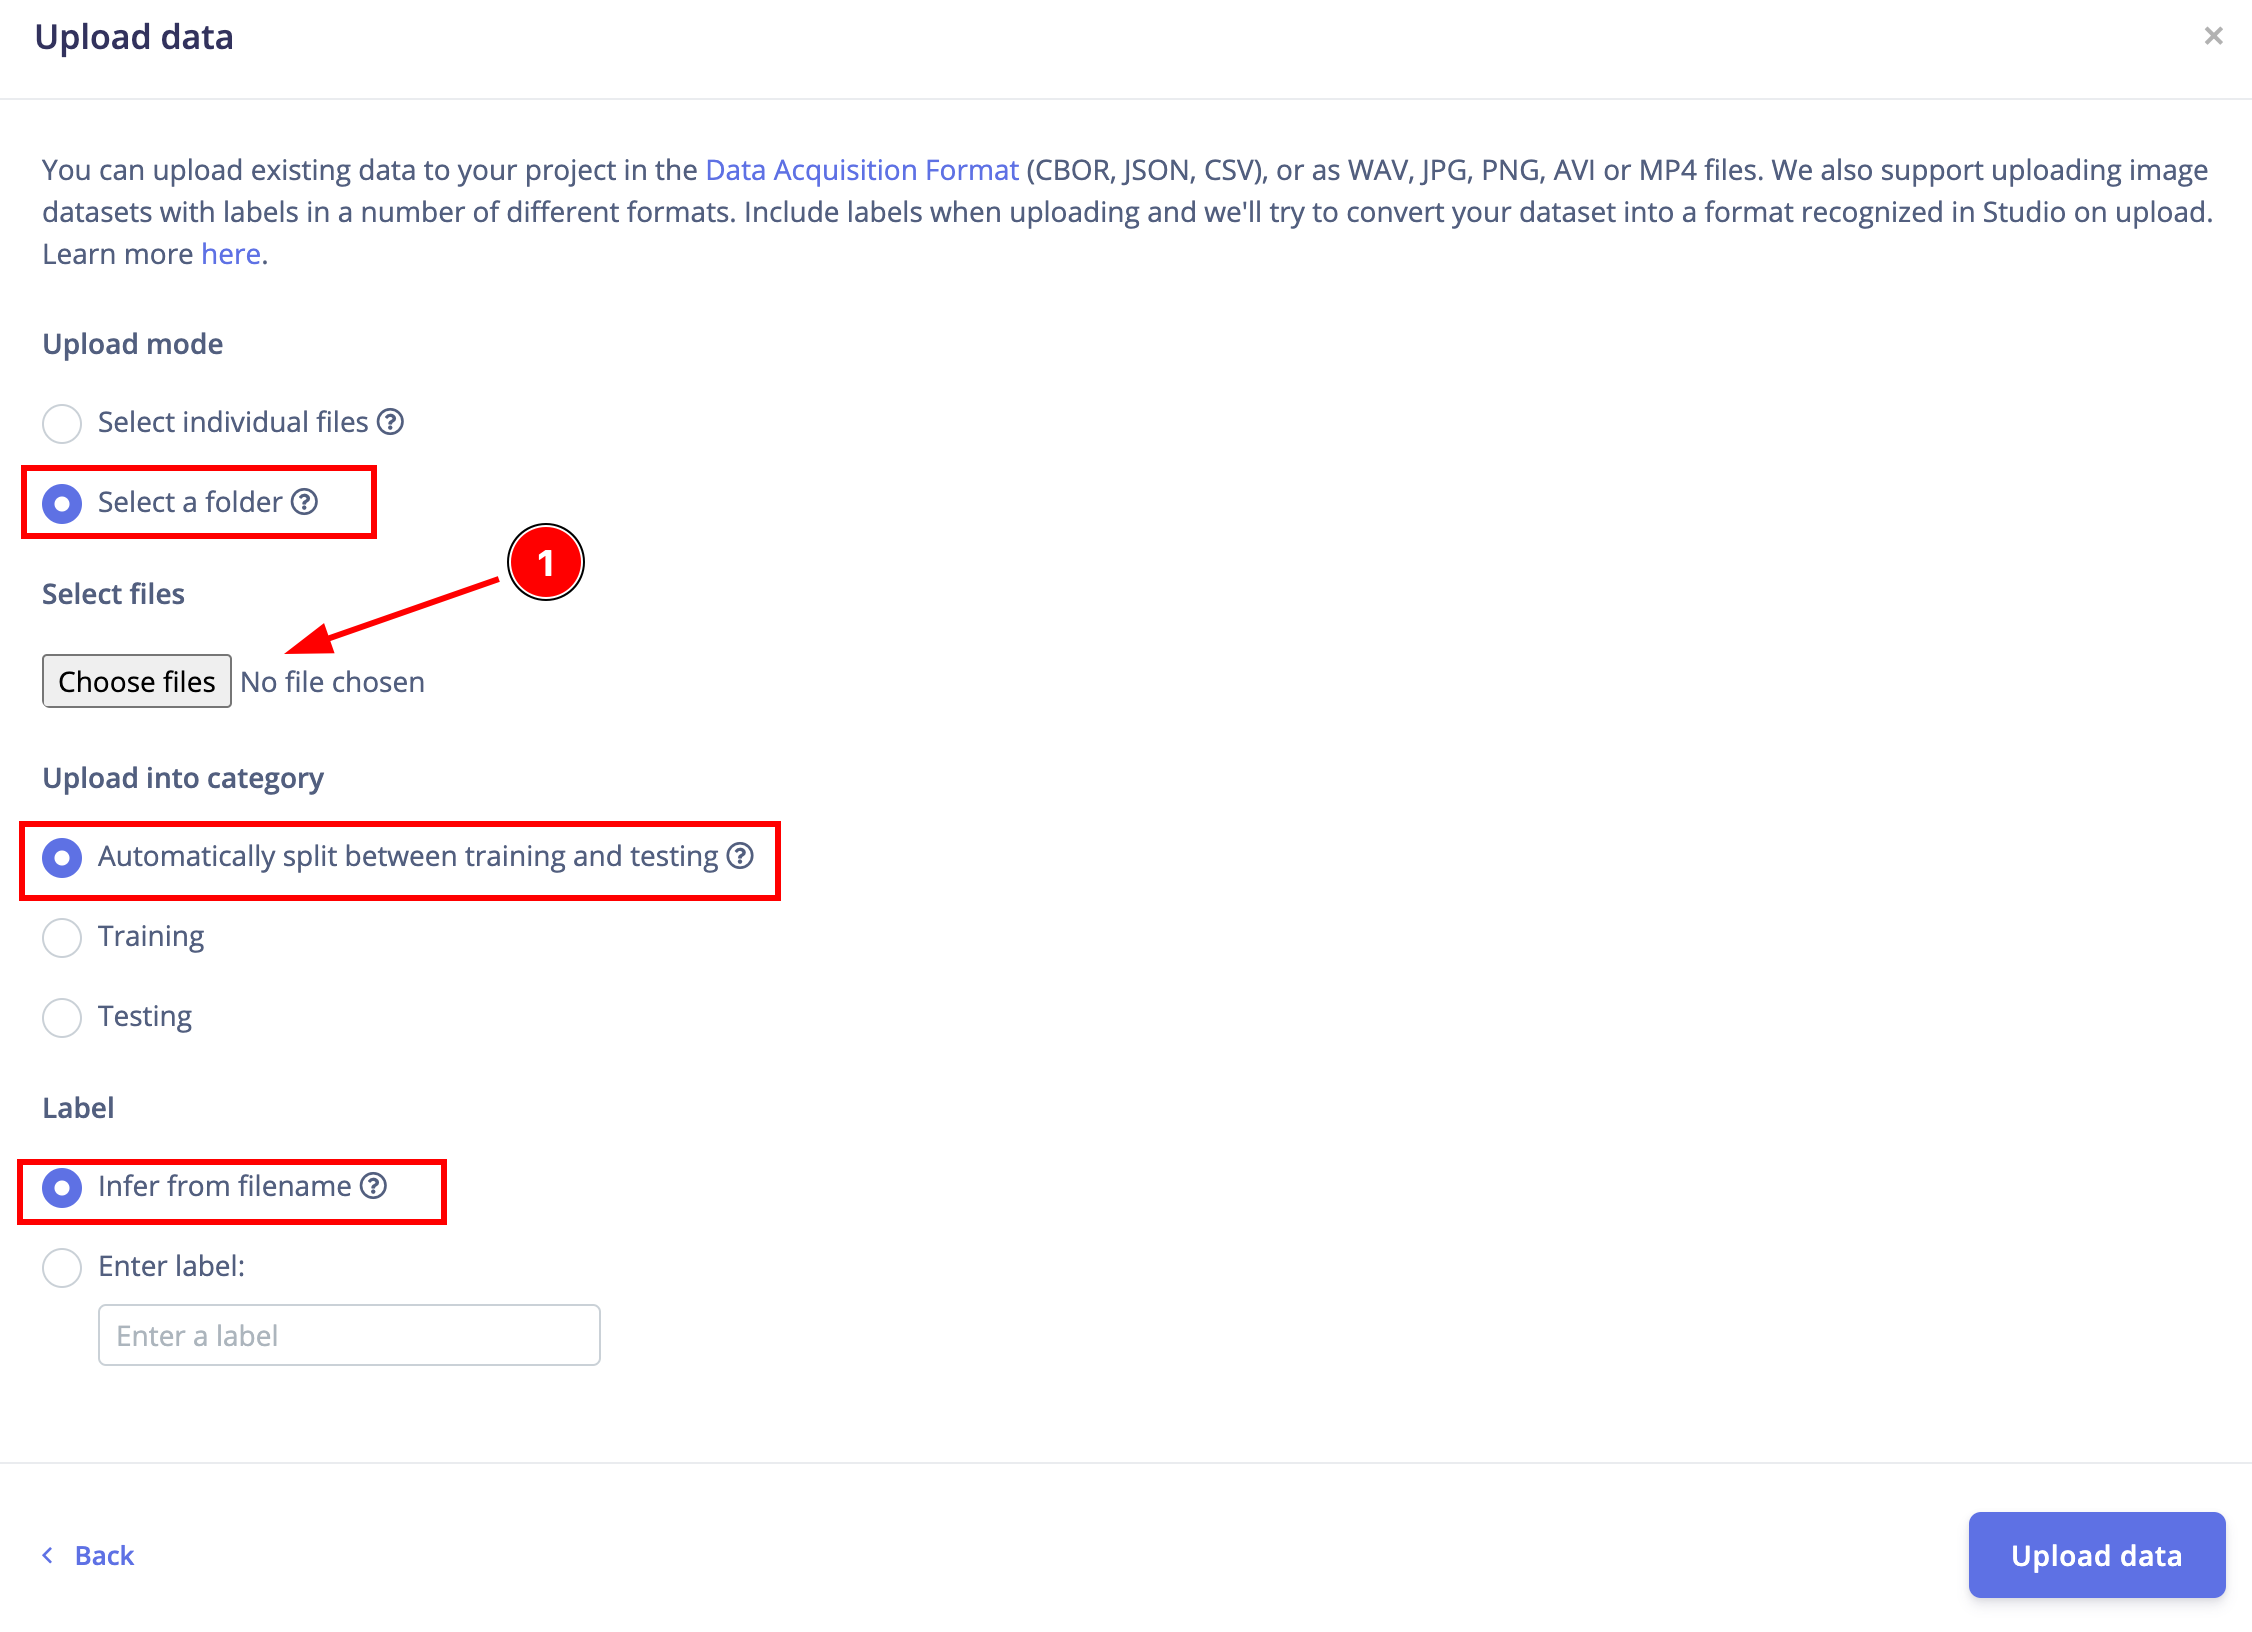 Upload data
×
You can upload existing data to your project in the Data Acquisition Format (CBOR, JSON, CSV), or as WAV, JPG, PNG, AVI or MP4 files. We also support uploading image
datasets with labels in a number of different formats. Include labels when uploading and we'll try to convert your dataset into a format recognized in Studio on upload.
Learn more here.
Upload mode
Select individual files ?
Select a folder ?
1
Select files
Choose files No file chosen
Upload into category
Automatically split between training and testing ?
Training
Testing
Label
Infer from filename ?
Enter label:
Enter a label
< Back
Upload data